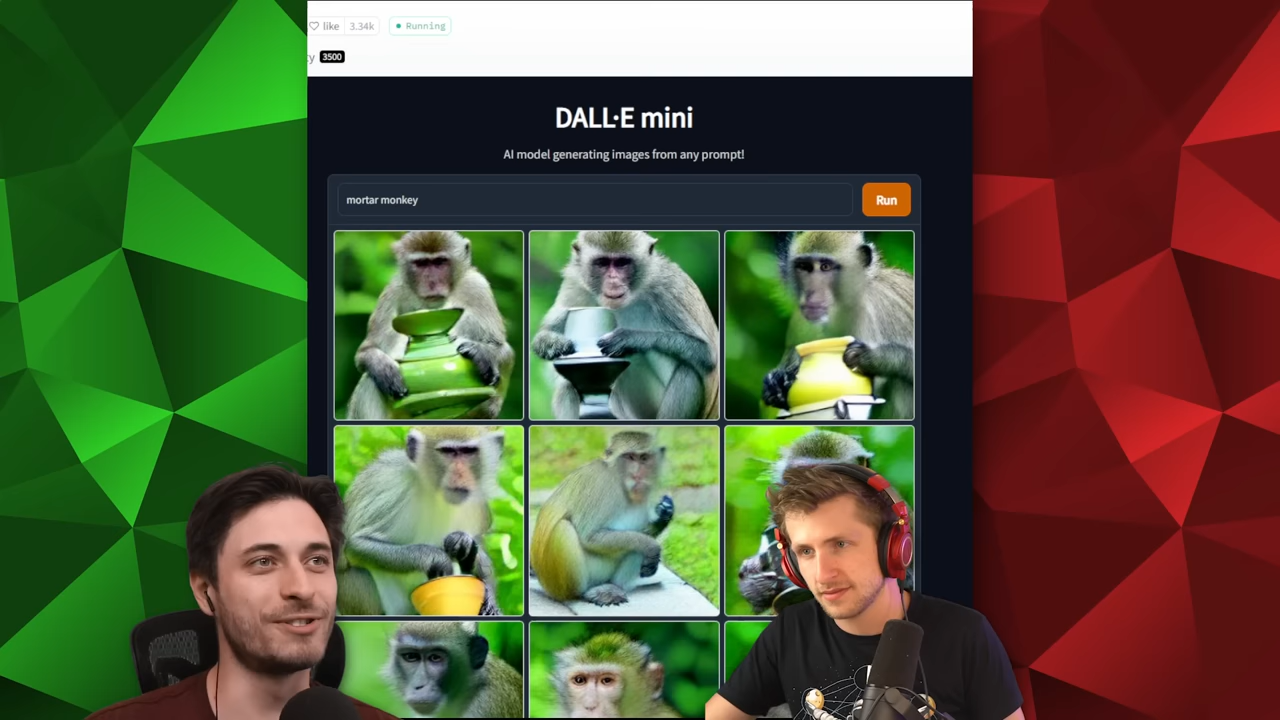 like 3.34k Running
3500
DALL·E mini
AI model generating images from any prompt!
mortar monkey
Run